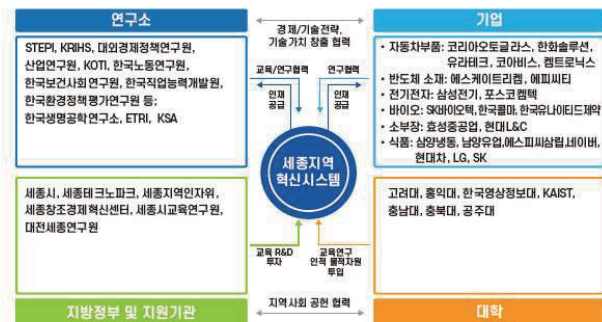 연구소
STEPI, KRIHS, 대외경제정책연구원,
산업연구원, KOTI, 한국노동연구원,
한국보건사회연구원, 한국직업능력개발원,
한국환경정책평가연구원 등;
한국생명공학연구소, ETRI, KSA
경제/기술전략,
기술가치 창출 협력
교육/연구협력
연구협력
인재
공급
인재
공급
기업
• 자동차부품: 코리아오토글라스, 한화솔루션,
유라테크, 코아비스, 캠트로닉스
• 반도체 소재: 에스케이트리켐, 에피씨티
• 전기전자: 삼성전기, 포스코켐텍
• 바이오: SK바이오텍, 한국콜마, 한국유나이티드제약
• 소부장: 효성중공업, 현대L&C
• 식품: 삼양냉동, 남양유업,에스피씨삼립,네이버,
현대차, LG, SK
세종지역
혁신시스템
세종시, 세종테크노파크, 세종지역인자위,
세종창조경제혁신센터, 세종시교육연구원,
대전세종연구원
지방정부 및 지원기관
교육 R&D
투자
교육연구
인적 물적자원
투입
지역사회 공헌 협력
고려대, 홍익대, 한국영상정보대, KAIST,
충남대, 충북대, 공주대
대학